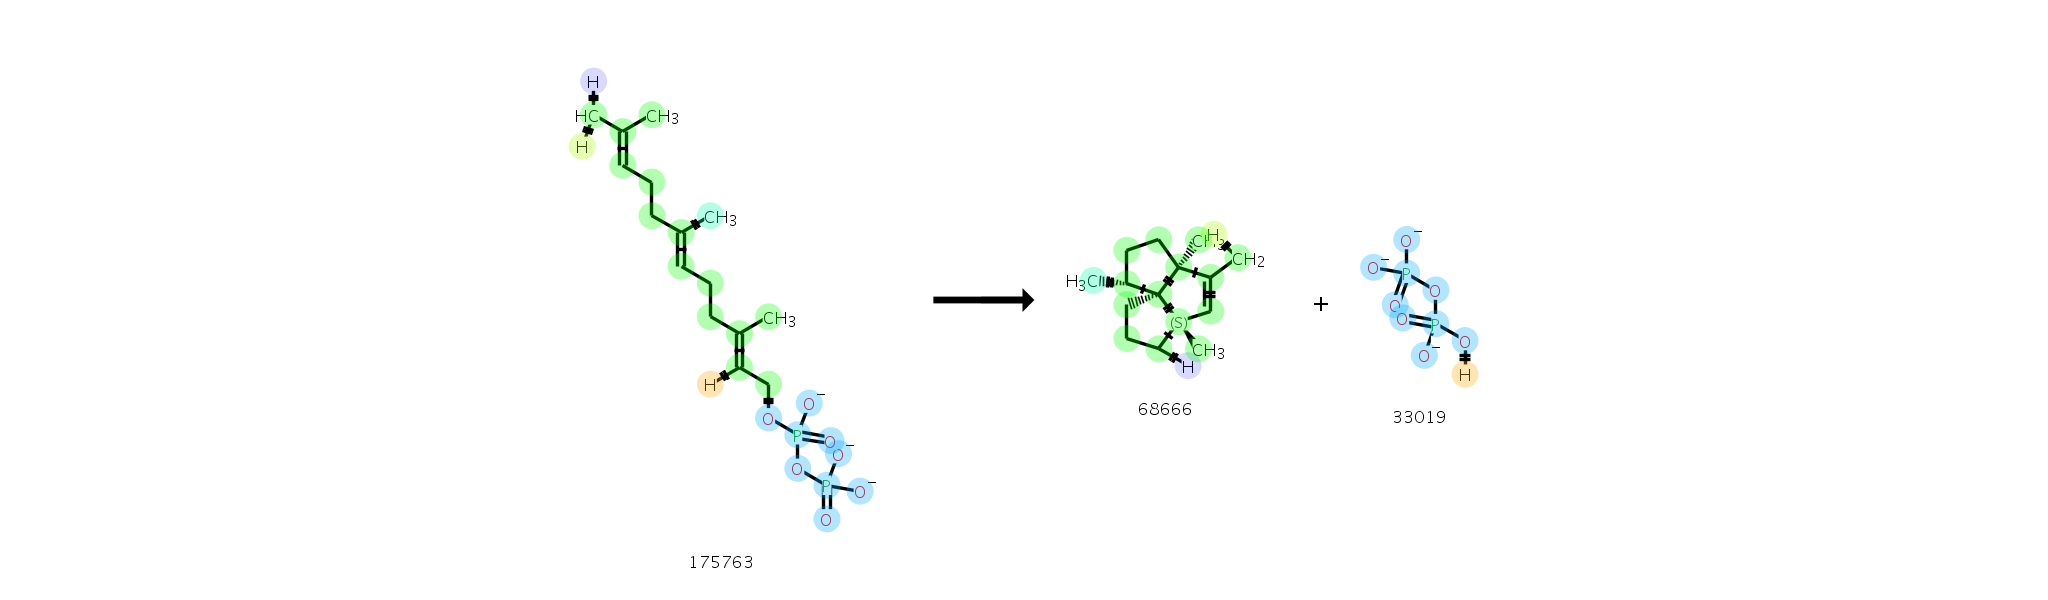 H
HC CH3
H
CH3
CH3
H
O O−
P O
O−
O O
P O−
O
175763
→
CH3 H
CH2
H3C
(S)
CH3
H
68666
+
O−
O− P
O
O
O P
O− O
H
33019